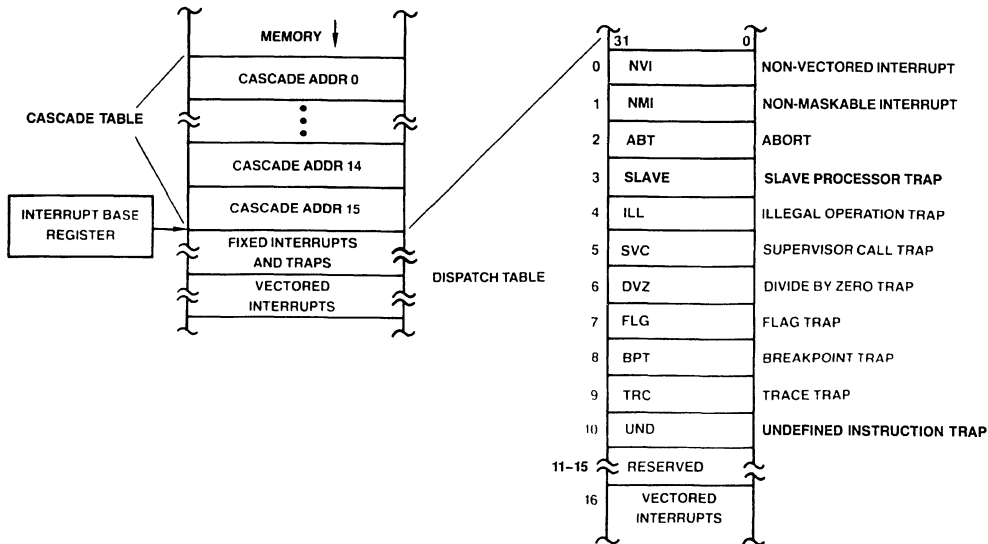 MEMORY
CASCADE ADDR 0
CASCADE TABLE
CASCADE ADDR 14
CASCADE ADDR 15
INTERRUPT BASE
REGISTER
FIXED INTERRUPTS
AND TRAPS
VECTORED
INTERRUPTS
DISPATCH TABLE
31 0
0 NVI NON-VECTORED INTERRUPT
1 NMI NON-MASKABLE INTERRUPT
2 ABT ABORT
3 SLAVE SLAVE PROCESSOR TRAP
4 ILL ILLEGAL OPERATION TRAP
5 SVC SUPERVISOR CALL TRAP
6 DVZ DIVIDE BY ZERO TRAP
7 FLG FLAG TRAP
8 BPT BREAKPOINT TRAP
9 TRC TRACE TRAP
10 UND UNDEFINED INSTRUCTION TRAP
11-15 RESERVED
16 VECTORED
INTERRUPTS